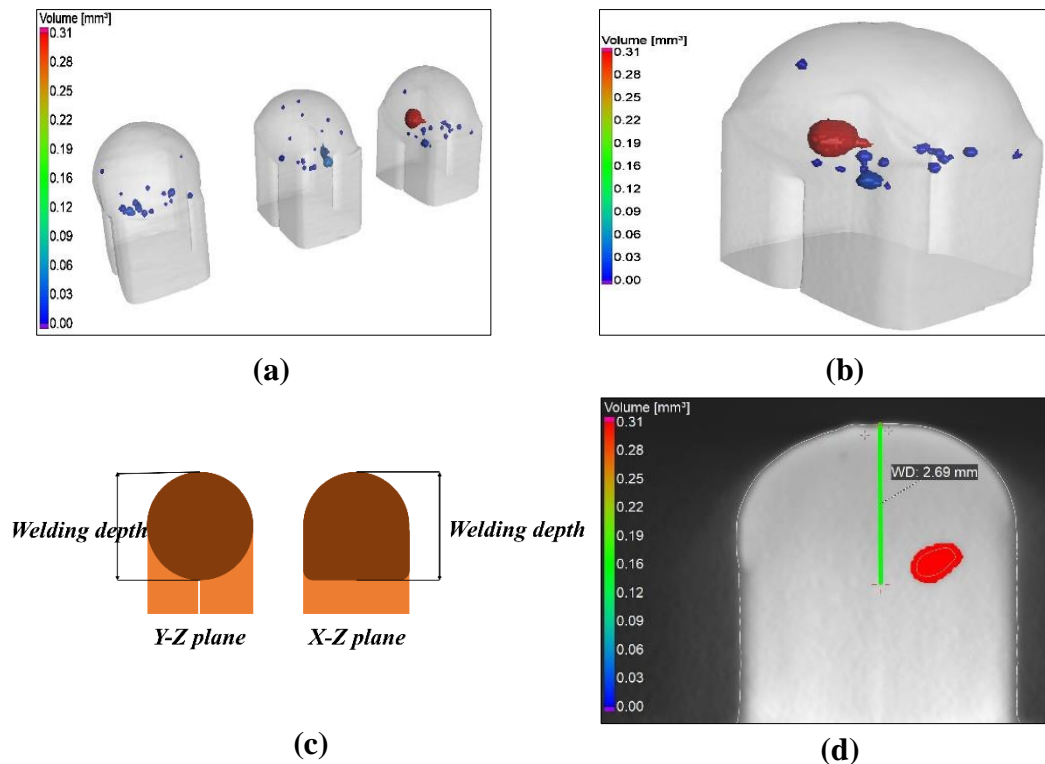 Volume [mm³]
0.31
0.28
0.25
0.22
0.19
0.16
0.12
0.09
0.06
0.03
0.00
(a)
Volume [mm³]
0.31
0.28
0.25
0.22
0.19
0.16
0.12
0.09
0.06
0.03
0.00
(b)
Welding depth
Welding depth
Y-Z plane
X-Z plane
(c)
Volume [mm³]
0.31
0.28
0.25
0.22
0.19
0.16
0.12
0.09
0.06
0.03
0.00
WD: 2.69 mm
(d)